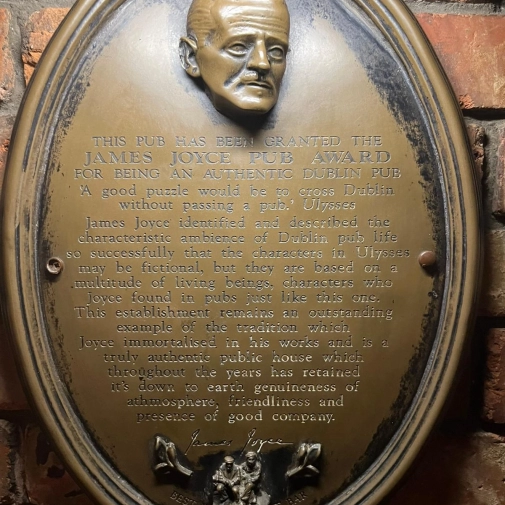 THIS PUB HAS BEEN GRANTED THE
JAMES JOYCE PUB AWARD
FOR BEING AN AUTHENTIC DUBLIN PUB
'A good puzzle would be to cross Dublin
without passing a pub.' Ulysses
James Joyce identified and described the
characteristic ambience of Dublin pub life
so successfully that the characters in Ulysses
may be fictional, but they are based on a
multitude of living beings, characters who
Joyce found in pubs just like this one.
This establishment remains an outstanding
example of the tradition which
Joyce immortalised in his works and is a
truly authentic public house which
throughout the years has retained
it's down to earth genuineness of
athmosphere, friendliness and
presence of good company.
James Joyce